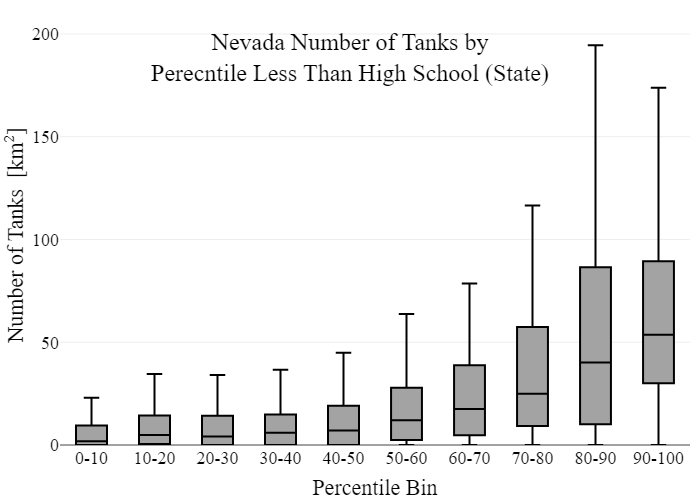 Nevada Number of Tanks by
Perecntile Less Than High School (State)
Number of Tanks [km²]
200
150
100
50
0
0-10 10-20 20-30 30-40 40-50 50-60 60-70 70-80 80-90 90-100
Percentile Bin